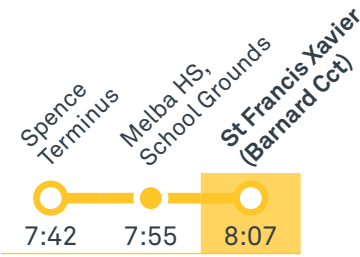 Spence
Terminus
Melba HS,
School Grounds
St Francis Xavier
(Barnard Cct)
7:42 7:55 8:07